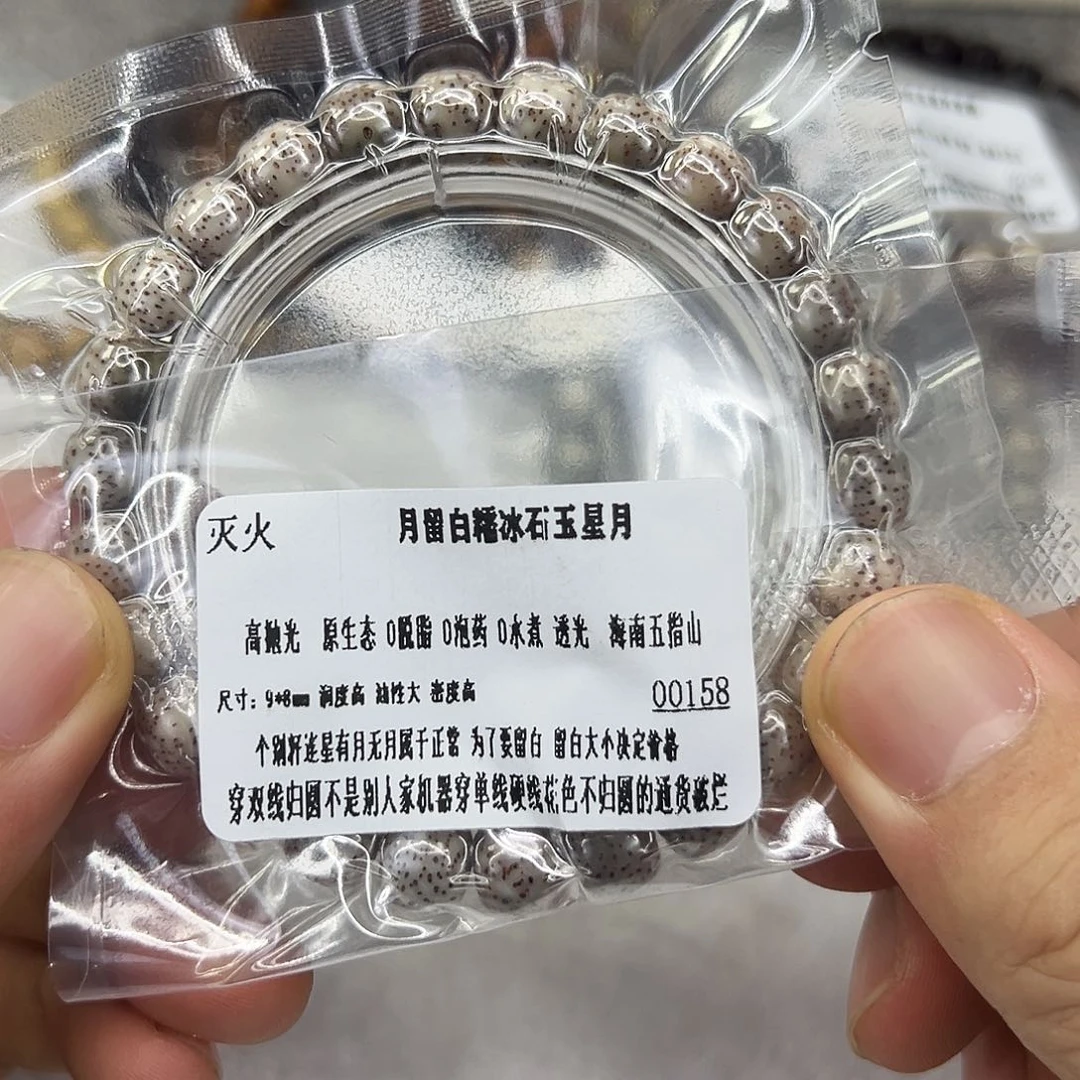 灭火 月留白糯冰石玉星月
高抛光 原生态 0脱脂 0泡药 0水煮 透光 海南五指山
尺寸：9*8mm 润度高 油性大 密度高 00158
个别籽连星有月无月属于正常 为了要留白 留白大小决定价格
穿双线归圆不是别人家机器穿单线硬线花色不归圆的通货破烂